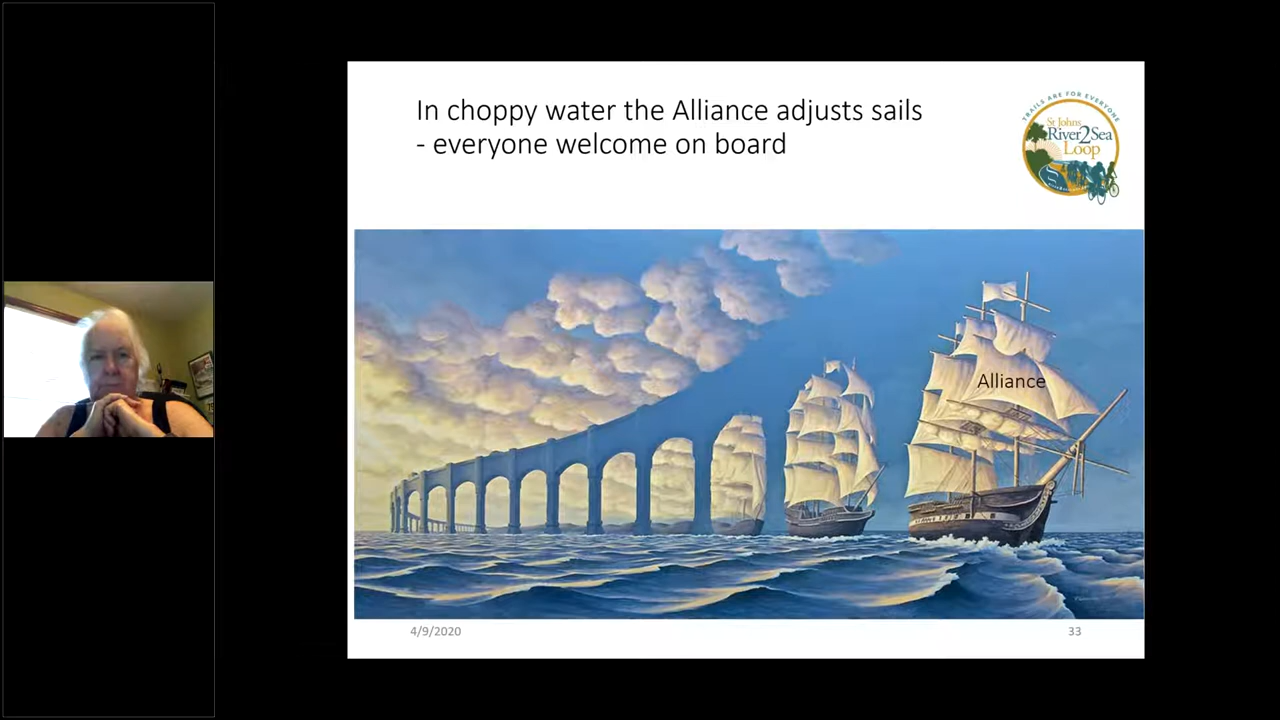 In choppy water the Alliance adjusts sails
- everyone welcome on board
TRAILS ARE FOR EVERYONE
St Johns
River2Sea
Loop
Alliance
4/9/2020
33